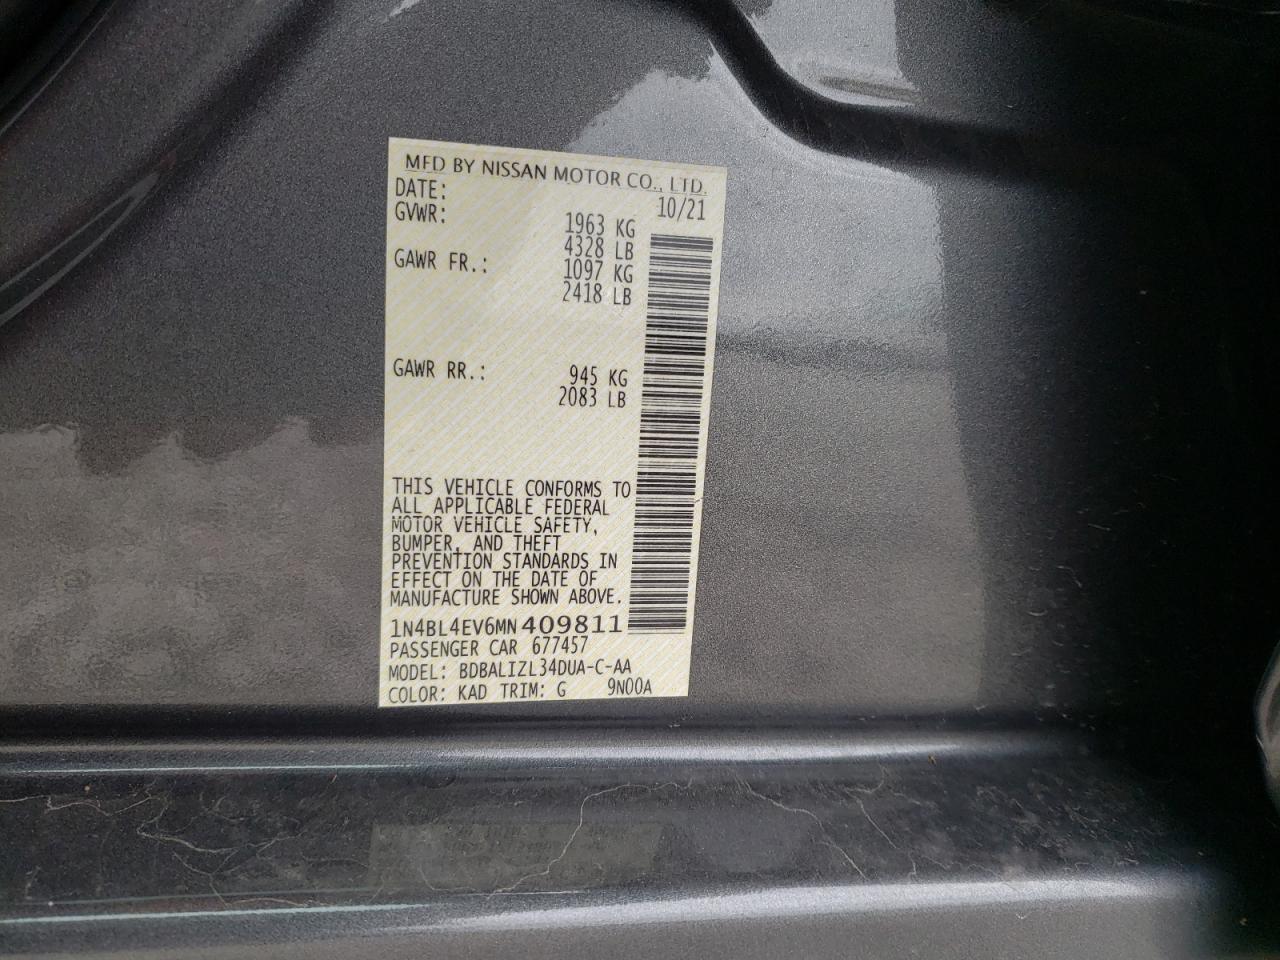 MFD BY NISSAN MOTOR CO., LTD.
DATE: 10/21
GVWR: 1963 KG
4328 LB
GAWR FR.: 1097 KG
2418 LB
GAWR RR.: 945 KG
2083 LB
THIS VEHICLE CONFORMS TO
ALL APPLICABLE FEDERAL
MOTOR VEHICLE SAFETY,
BUMPER, AND THEFT
PREVENTION STANDARDS IN
EFFECT ON THE DATE OF
MANUFACTURE SHOWN ABOVE.
1N4BL4EV6MN409811
PASSENGER CAR 677457
MODEL: BDBALIZL34DUA-C-AA
COLOR: KAD TRIM: G 9N00A